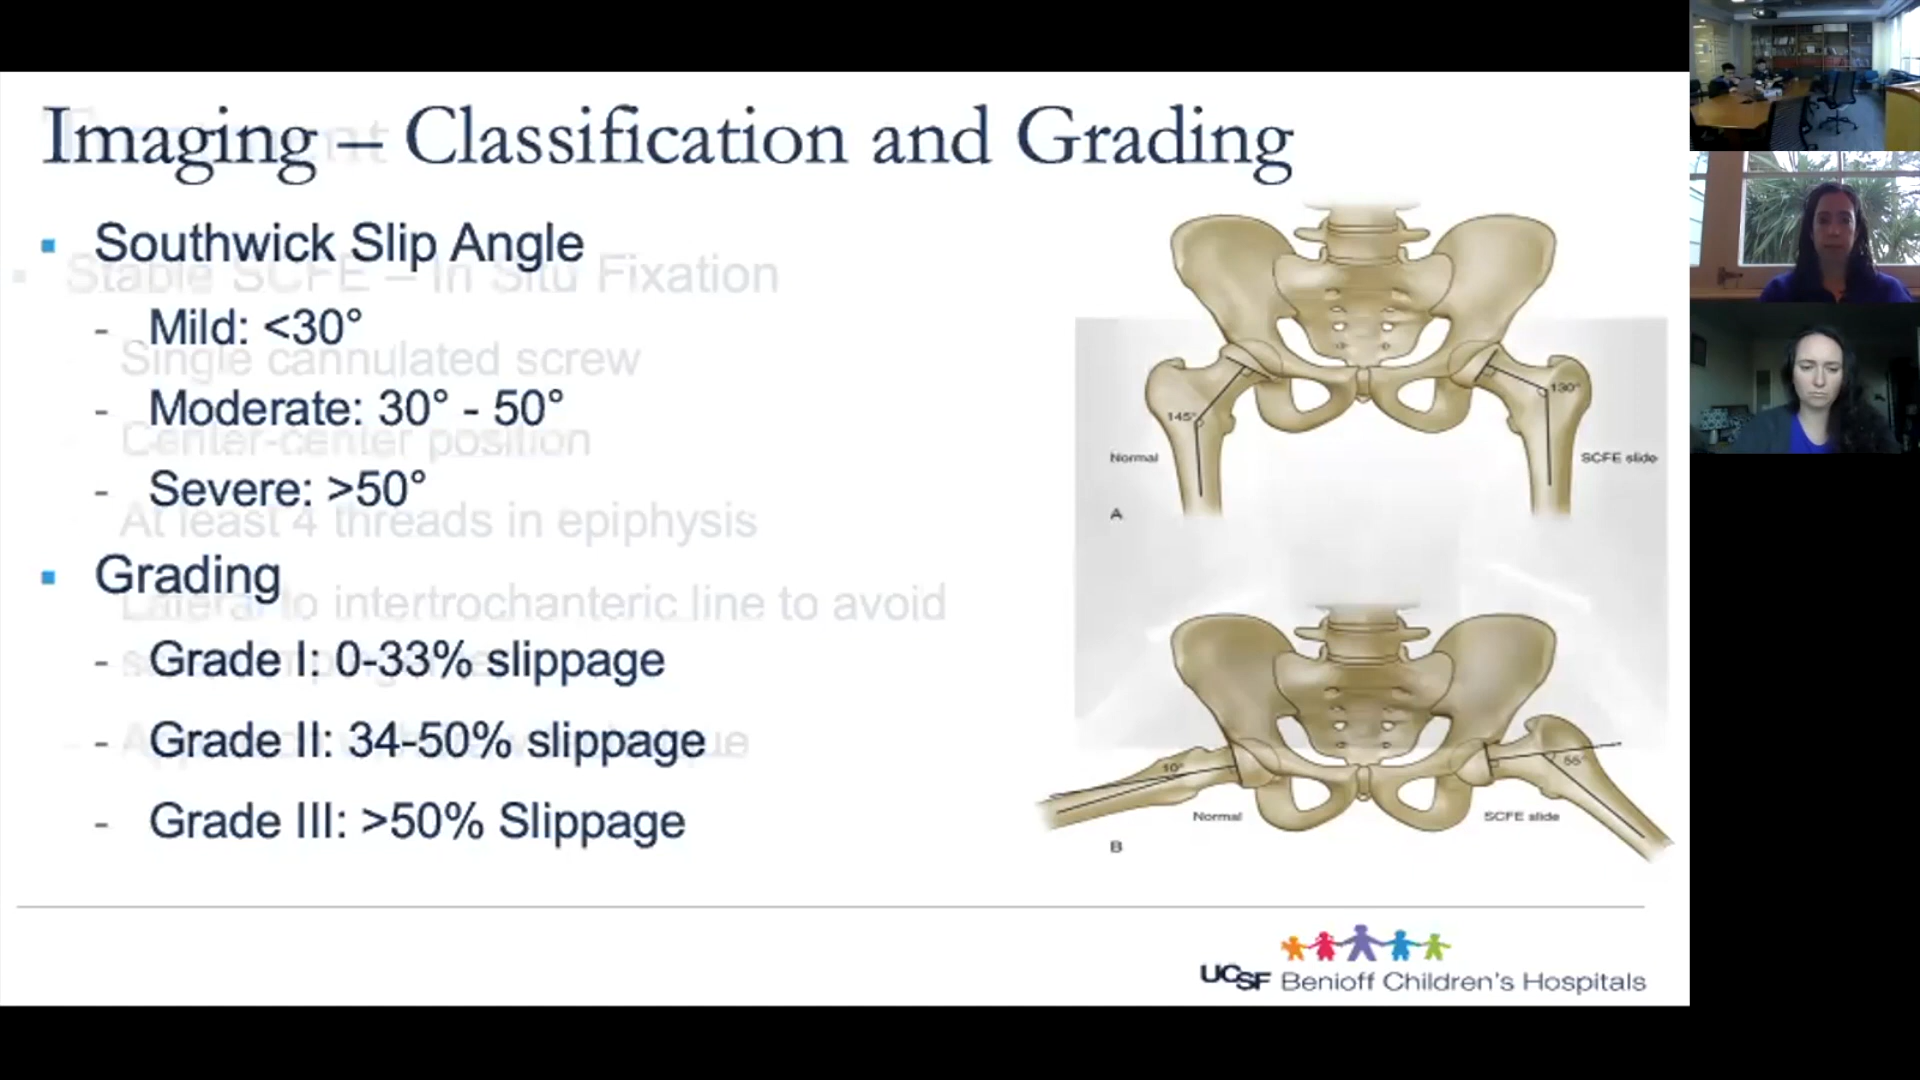 Imaging – Classification and Grading
▪ Southwick Slip Angle
- Mild: <30°
- Moderate: 30° - 50°
- Severe: >50°
▪ Grading
- Grade I: 0-33% slippage
- Grade II: 34-50% slippage
- Grade III: >50% Slippage
Stable SCFE – In Situ Fixation
Single cannulated screw
Center-center position
At least 4 threads in epiphysis
Lateral to intertrochanteric line to avoid
145°
130°
Normal
SCFE slide
A
10°
55°
Normal
SCFE slide
B
UCSF Benioff Children's Hospitals